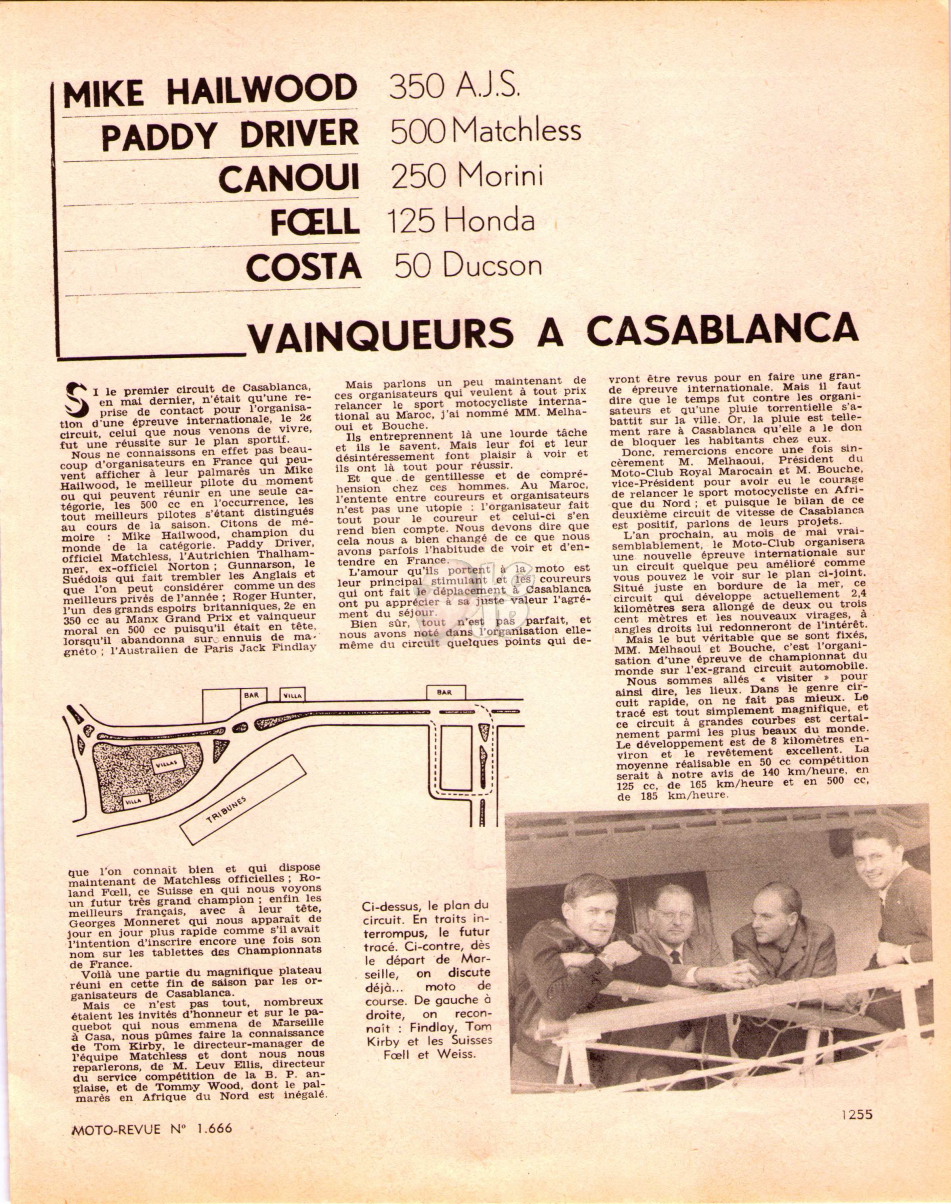 MIKE HAILWOOD 350 A.J.S.
PADDY DRIVER 500 Matchless
CANOUI 250 Morini
FŒLL 125 Honda
COSTA 50 Ducson
VAINQUEURS A CASABLANCA
SI le premier circuit de Casablanca,
en mai dernier, n'était qu'une re-
prise de contact pour l'organisa-
tion d'une épreuve internationale, le 2e
circuit, celui que nous venons de vivre,
fut une réussite sur le plan sportif.
Nous ne connaissons en effet pas beau-
coup d'organisateurs en France qui peu-
vent afficher à leur palmarès un Mike
Hailwood, le meilleur pilote du moment
ou qui peuvent réunir en une seule ca-
tégorie, les 500 cc en l'occurrence, les
tout meilleurs pilotes s'étant distingués
au cours de la saison. Citons de mé-
moire : Mike Hailwood, champion du
monde de la catégorie. Paddy Driver,
officiel Matchless, l'Autrichien Thalham-
mer, ex-officiel Norton ; Gunnarson, le
Suédois qui fait trembler les Anglais et
que l'on peut considérer comme un des
meilleurs privés de l'année ; Roger Hunter,
l'un des grands espoirs britanniques, 2e en
350 cc au Manx Grand Prix et vainqueur
moral en 500 cc puisqu'il était en tête,
lorsqu'il abandonna sur ennuis de ma-
gnéto ; l'Australien de Paris Jack Findlay
BAR
VILLA
BAR
VILLAS
VILLA
TRIBUNES
que l'on connaît bien et qui dispose
maintenant de Matchless officielles ; Ro-
land Fœll, ce Suisse en qui nous voyons
un futur très grand champion ; enfin les
meilleurs français, avec à leur tête,
Georges Monneret qui nous apparait de
jour en jour plus rapide comme s'il avait
l'intention d'inscrire encore une fois son
nom sur les tablettes des Championnats
de France.
Voilà une partie du magnifique plateau
réuni en cette fin de saison par les or-
ganisateurs de Casablanca.
Mais ce n'est pas tout, nombreux
étaient les invités d'honneur et sur le pa-
quebot qui nous emmena de Marseille
à Casa, nous pûmes faire la connaissance
de Tom Kirby, le directeur-manager de
l'équipe Matchless et dont nous nous
reparlerons, de M. Leuv Ellis, directeur
du service compétition de la B. P. an-
glaise, et de Tommy Wood, dont le pal-
marès en Afrique du Nord est inégalé.
Mais parlons un peu maintenant de
ces organisateurs qui veulent à tout prix
relancer le sport motocycliste interna-
tional au Maroc, j'ai nommé MM. Melha-
oui et Bouche.
Ils entreprennent là une lourde tâche
et ils le savent. Mais leur foi et leur
désintéressement font plaisir à voir et
ils ont là tout pour réussir.
Et que de gentillesse et de compré-
hension chez ces hommes. Au Maroc,
l'entente entre coureurs et organisateurs
n'est pas une utopie : l'organisateur fait
tout pour le coureur et celui-ci s'en
rend bien compte. Nous devons dire que
cela nous a bien changé de ce que nous
avons parfois l'habitude de voir et d'en-
tendre en France.
L'amour qu'ils portent à la moto est
leur principal stimulant et les coureurs
qui ont fait le déplacement à Casablanca
ont pu apprécier à sa juste valeur l'agré-
ment du séjour.
Bien sûr, tout n'est pas parfait, et
nous avons noté dans l'organisation elle-
même du circuit quelques points qui de-
vront être revus pour en faire une gran-
de épreuve internationale. Mais il faut
dire que le temps fut contre les organi-
sateurs et qu'une pluie torrentielle s'a-
battit sur la ville. Or, la pluie est telle-
ment rare à Casablanca qu'elle a le don
de bloquer les habitants chez eux.
Donc, remercions encore une fois sin-
cèrement M. Melhaoui, Président du
Moto-Club Royal Marocain et M. Bouche,
vice-Président pour avoir eu le courage
de relancer le sport motocycliste en Afri-
que du Nord ; et puisque le bilan de ce
deuxième circuit de vitesse de Casablanca
est positif, parlons de leurs projets.
L'an prochain, au mois de mai vrai-
semblablement, le Moto-Club organisera
une nouvelle épreuve internationale sur
un circuit quelque peu amélioré comme
vous pouvez le voir sur le plan ci-joint.
Situé juste en bordure de la mer, ce
circuit qui développe actuellement 2,4
kilomètres sera allongé de deux ou trois
cent mètres et les nouveaux virages, à
angles droits lui redonneront de l'intérêt.
Mais le but véritable que se sont fixés,
MM. Melhaoui et Bouche, c'est l'organi-
sation d'une épreuve de championnat du
monde sur l'ex-grand circuit automobile.
Nous sommes allés « visiter » pour
ainsi dire, les lieux. Dans le genre cir-
cuit rapide, on ne fait pas mieux. Le
tracé est tout simplement magnifique, et
ce circuit à grandes courbes est certai-
nement parmi les plus beaux du monde.
Le développement est de 8 kilomètres en-
viron et le revêtement excellent. La
moyenne réalisable en 50 cc compétition
serait à notre avis de 140 km/heure, en
125 cc, de 165 km/heure et en 500 cc,
de 185 km/heure.
Ci-dessus, le plan du
circuit. En traits in-
terrompus, le futur
tracé. Ci-contre, dès
le départ de Mar-
seille, on discute
déjà... moto de
course. De gauche à
droite, on recon-
naît : Findlay, Tom
Kirby et les Suisses
Fœll et Weiss.
MOTO-REVUE N° 1.666
1255